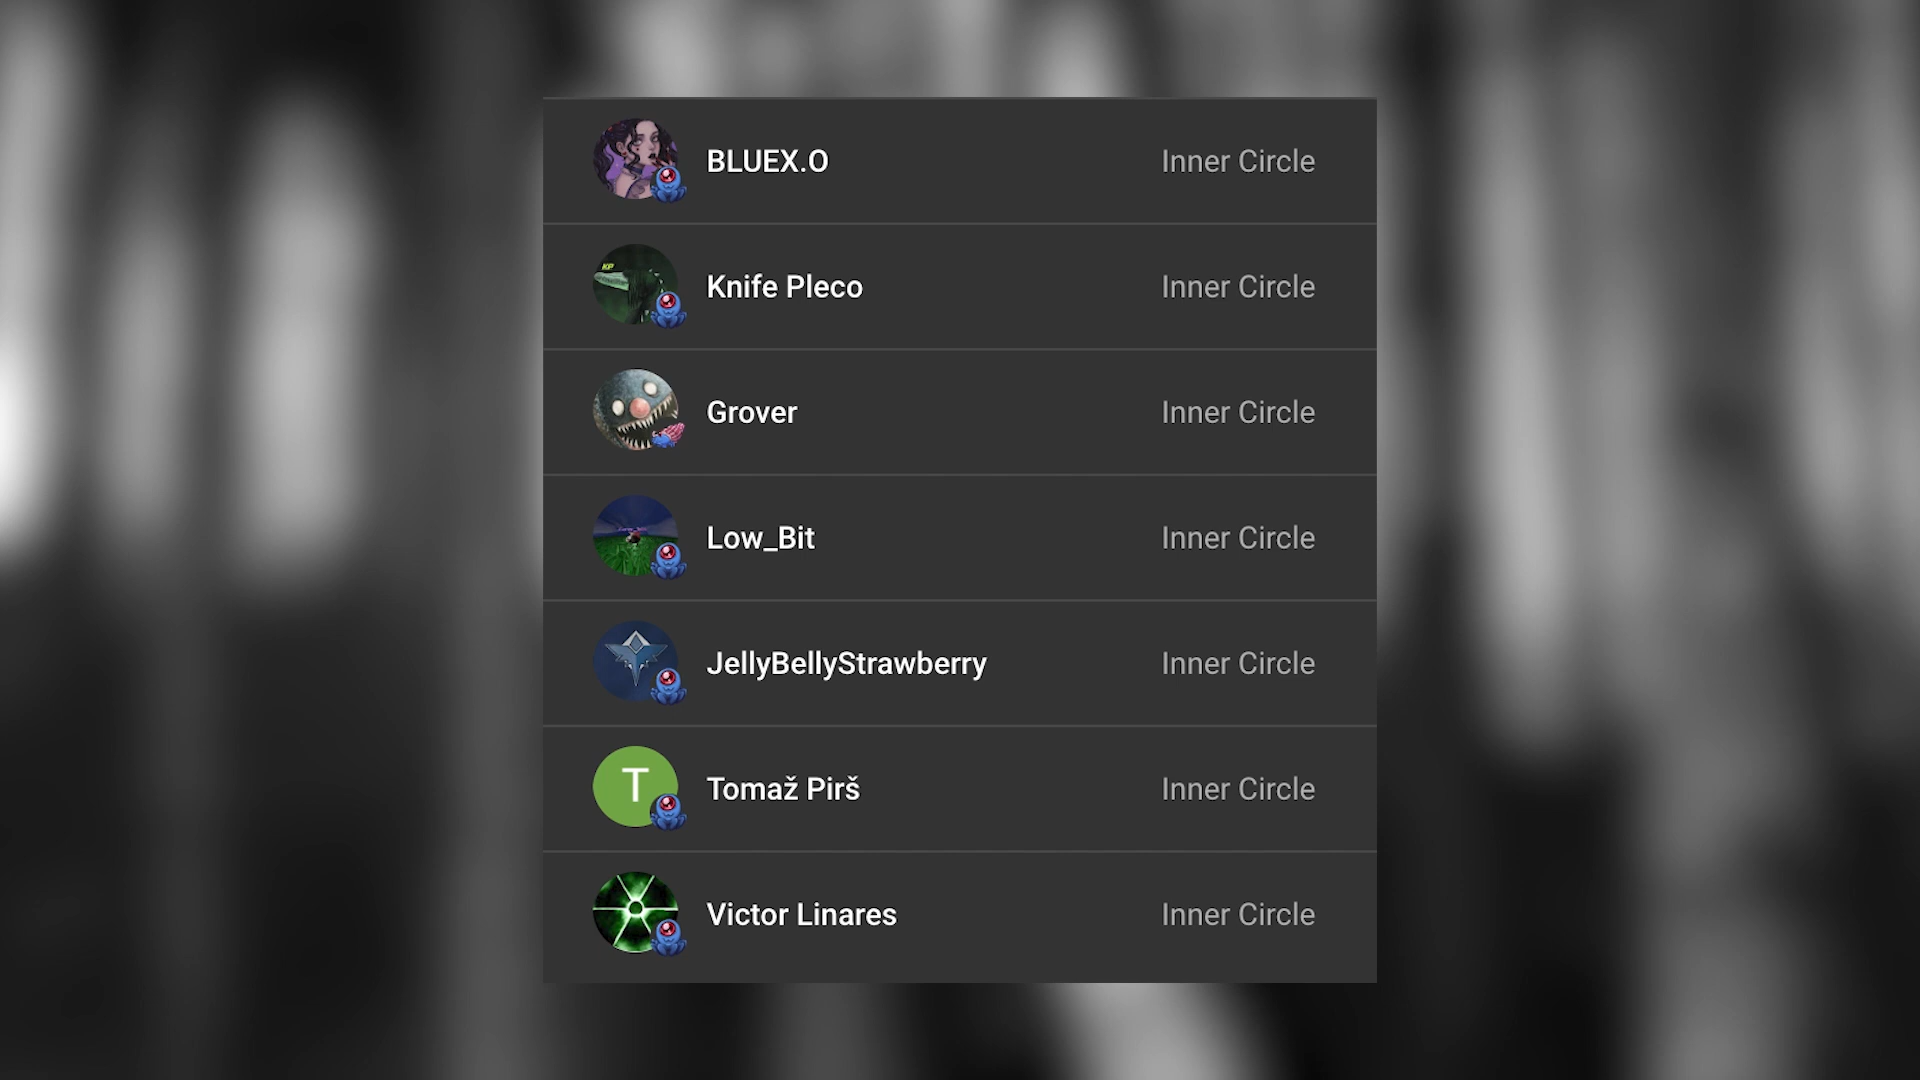 BLUEX.O Inner Circle
KP
Knife Pleco Inner Circle
Grover Inner Circle
Low_Bit Inner Circle
JellyBellyStrawberry Inner Circle
T
Tomaž Pirš Inner Circle
Victor Linares Inner Circle